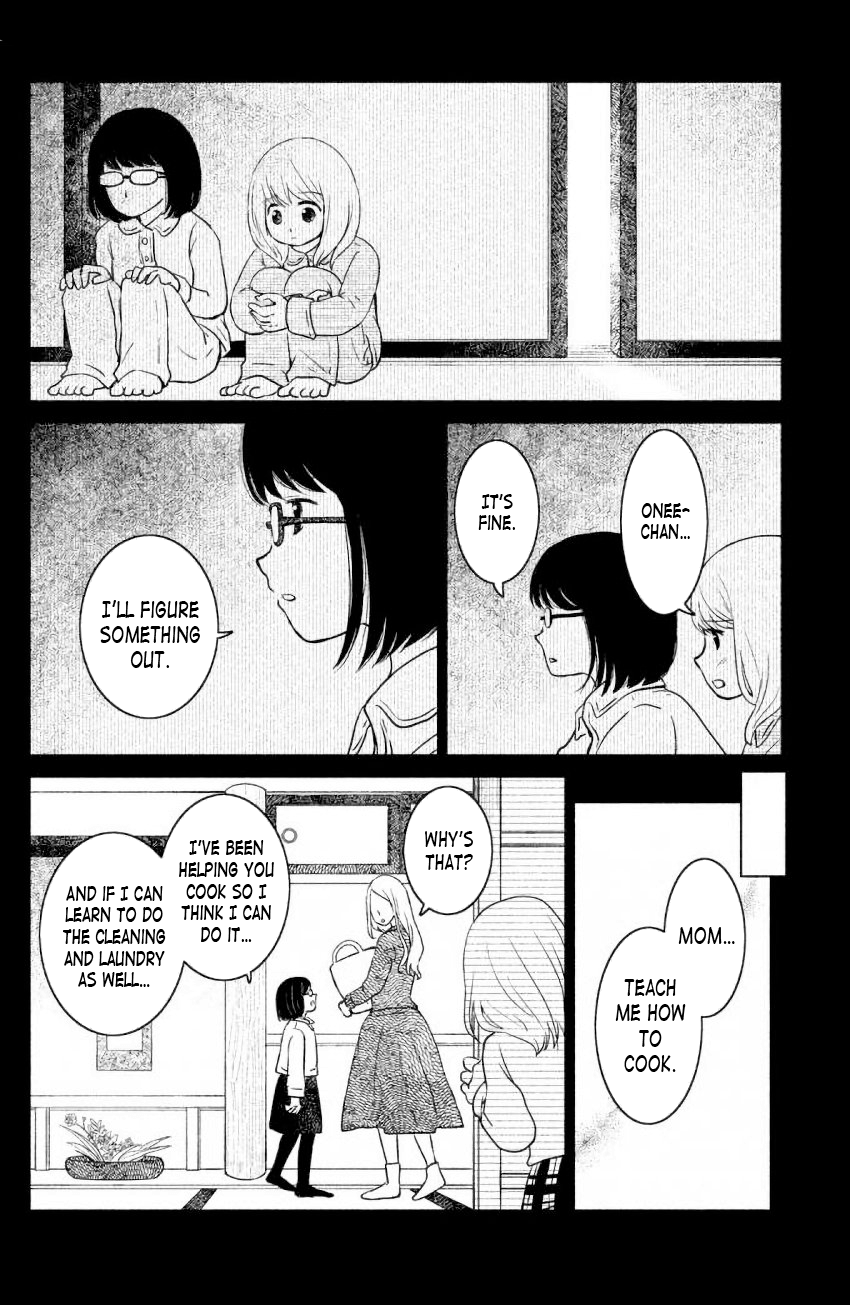 ONEE~
CHAN...
IT'S
FINE.
I'LL FIGURE
SOMETHING
OUT.
MOM...
TEACH
ME HOW
TO
COOK.
WHY'S
THAT?
I'VE BEEN
HELPING YOU
COOK SO I
THINK I CAN
DO IT...
AND IF I CAN
LEARN TO DO
THE CLEANING
AND LAUNDRY
AS WELL...